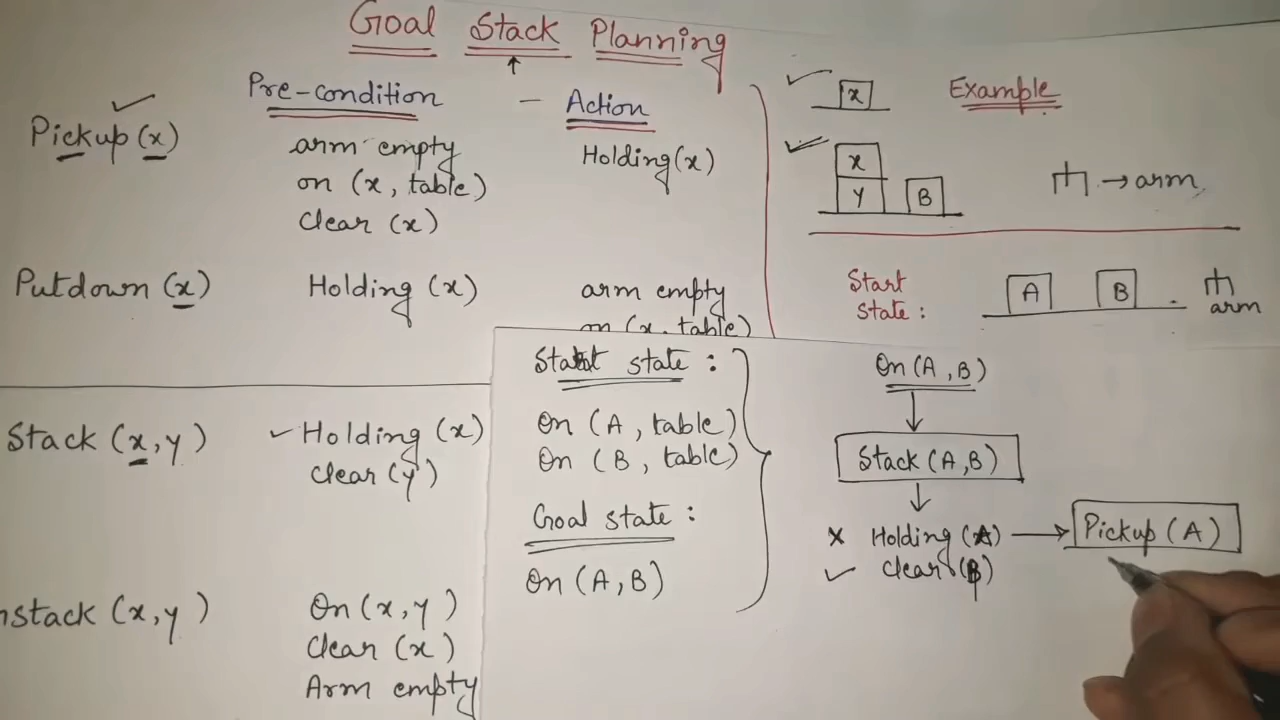 Goal Stack Planning
Pre-condition - Action
Pickup (x)
arm empty
on (x, table)
clear (x)
Holding (x)
Putdown (x)
Holding (x)
arm empty
on (x, table)
Stack (x, y)
Holding (x)
clear (y)
nstack (x, y)
On (x, y)
Clear (x)
Arm empty
Example
x
x
y
B
→ arm
Start
state :
A
B
arm
Start state :
On (A, table)
On (B, table)
Goal state :
On (A, B)
On (A, B)
Stack (A, B)
x Holding (A) → Pickup (A)
✓ clear (B)